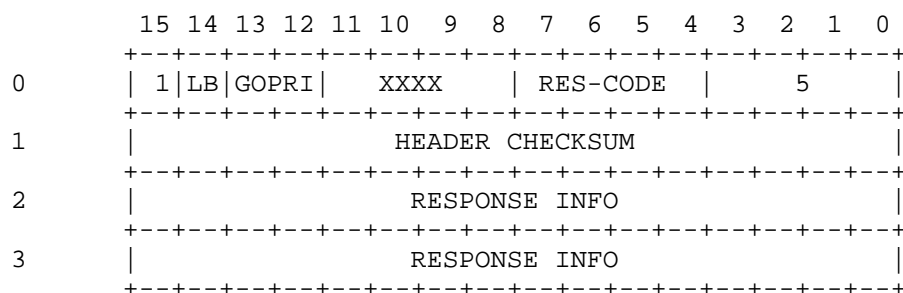 15 14 13 12 11 10 9 8 7 6 5 4 3 2 1 0
+--+--+--+--+--+--+--+--+--+--+--+--+--+--+--+--+
0 | 1|LB|GOPRI| XXXX | RES-CODE | 5 |
+--+--+--+--+--+--+--+--+--+--+--+--+--+--+--+--+
1 | HEADER CHECKSUM |
+--+--+--+--+--+--+--+--+--+--+--+--+--+--+--+--+
2 | RESPONSE INFO |
+--+--+--+--+--+--+--+--+--+--+--+--+--+--+--+--+
3 | RESPONSE INFO |
+--+--+--+--+--+--+--+--+--+--+--+--+--+--+--+--+